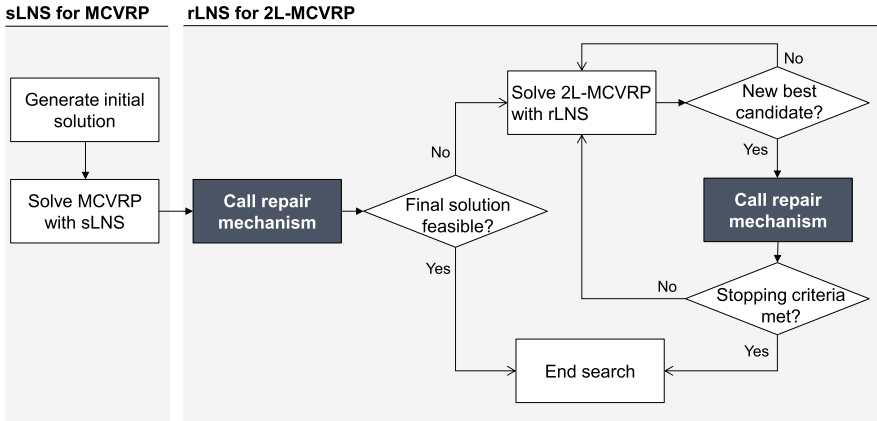 sLNS for MCVRP
rLNS for 2L-MCVRP
Generate initial
solution
Solve MCVRP
with sLNS
Call repair
mechanism
Final solution
feasible?
No
Yes
Solve 2L-MCVRP
with rLNS
New best
candidate?
No
Yes
Call repair
mechanism
Stopping criteria
met?
No
Yes
End search